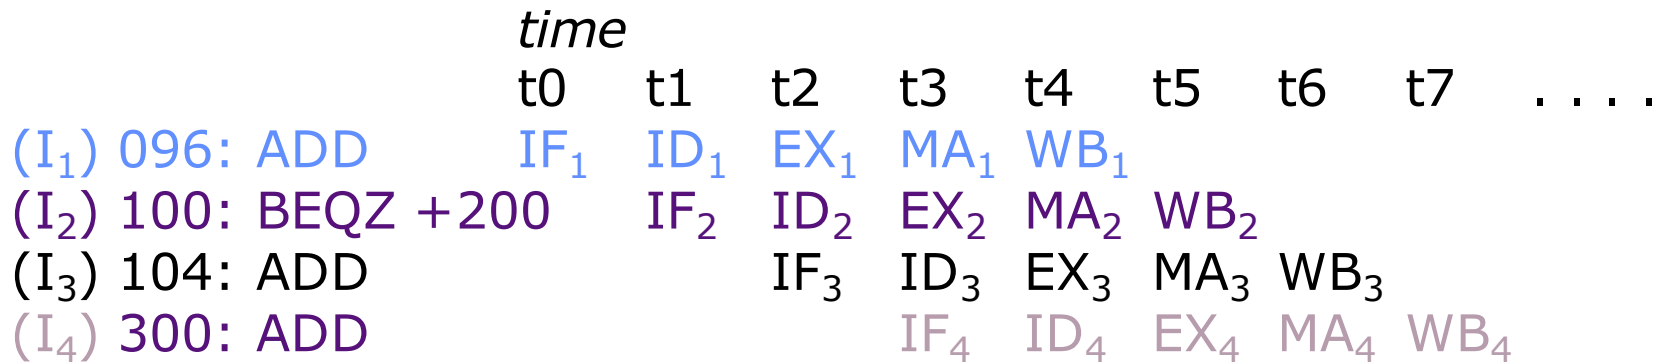 time
t0 t1 t2 t3 t4 t5 t6 t7 . . . .
(I₁) 096: ADD IF₁ ID₁ EX₁ MA₁ WB₁
(I₂) 100: BEQZ +200 IF₂ ID₂ EX₂ MA₂ WB₂
(I₃) 104: ADD IF₃ ID₃ EX₃ MA₃ WB₃
(I₄) 300: ADD IF₄ ID₄ EX₄ MA₄ WB₄